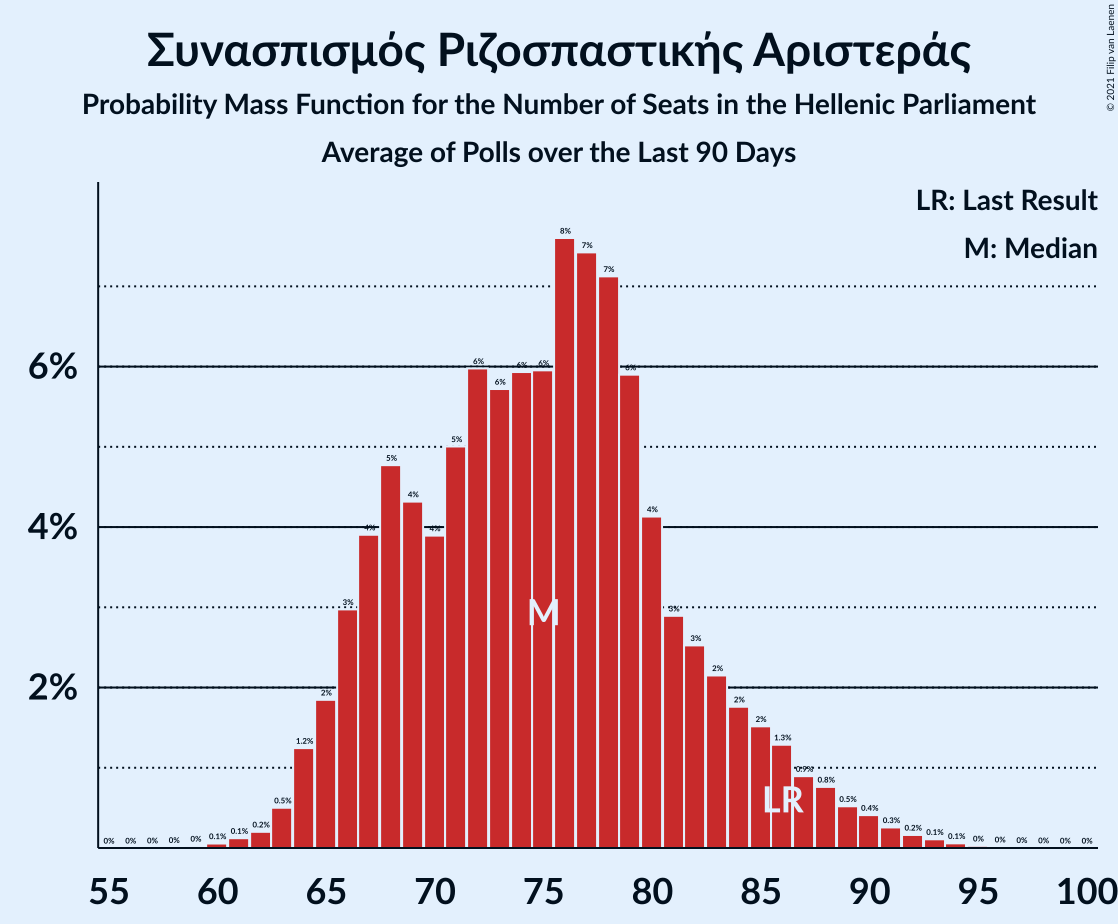 Συνασπισμός Ριζοσπαστικής Αριστεράς
Probability Mass Function for the Number of Seats in the Hellenic Parliament
Average of Polls over the Last 90 Days
© 2021 Filip van Laenen
LR: Last Result
M: Median
6%
4%
2%
0% 0% 0% 0% 0% 0.1% 0.1% 0.2% 0.5% 1.2% 2% 3% 4% 5% 4% 4% 5% 6% 6% 6% 6% 8% 7% 7% 6% 4% 3% 3% 2% 2% 2% 1.3% 0.9% 0.8% 0.5% 0.4% 0.3% 0.2% 0.1% 0.1% 0% 0% 0% 0% 0% 0%
M
LR
55 60 65 70 75 80 85 90 95 100